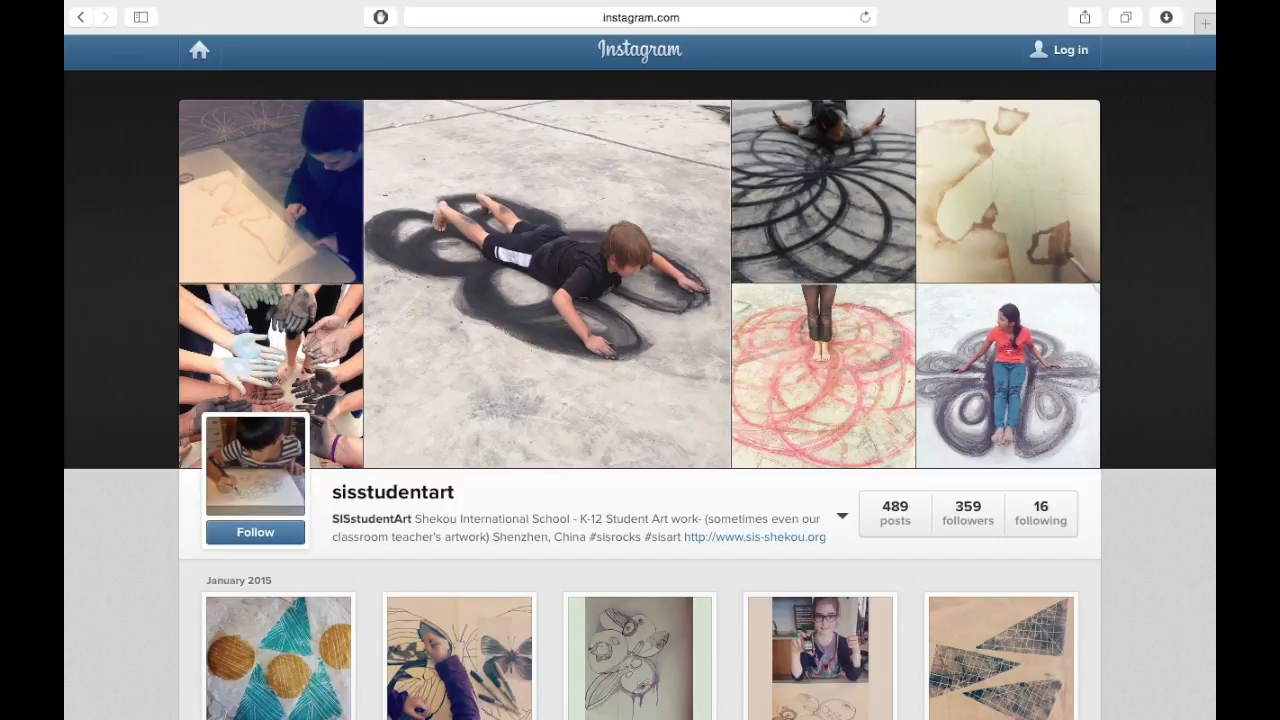 instagram.com
Instagram
Log in
sisstudentart
SISstudentArt Shekou International School - K-12 Student Art work- (sometimes even our
classroom teacher's artwork) Shenzhen, China #sisrocks #sisart http://www.sis-shekou.org
489 posts
359 followers
16 following
Follow
January 2015